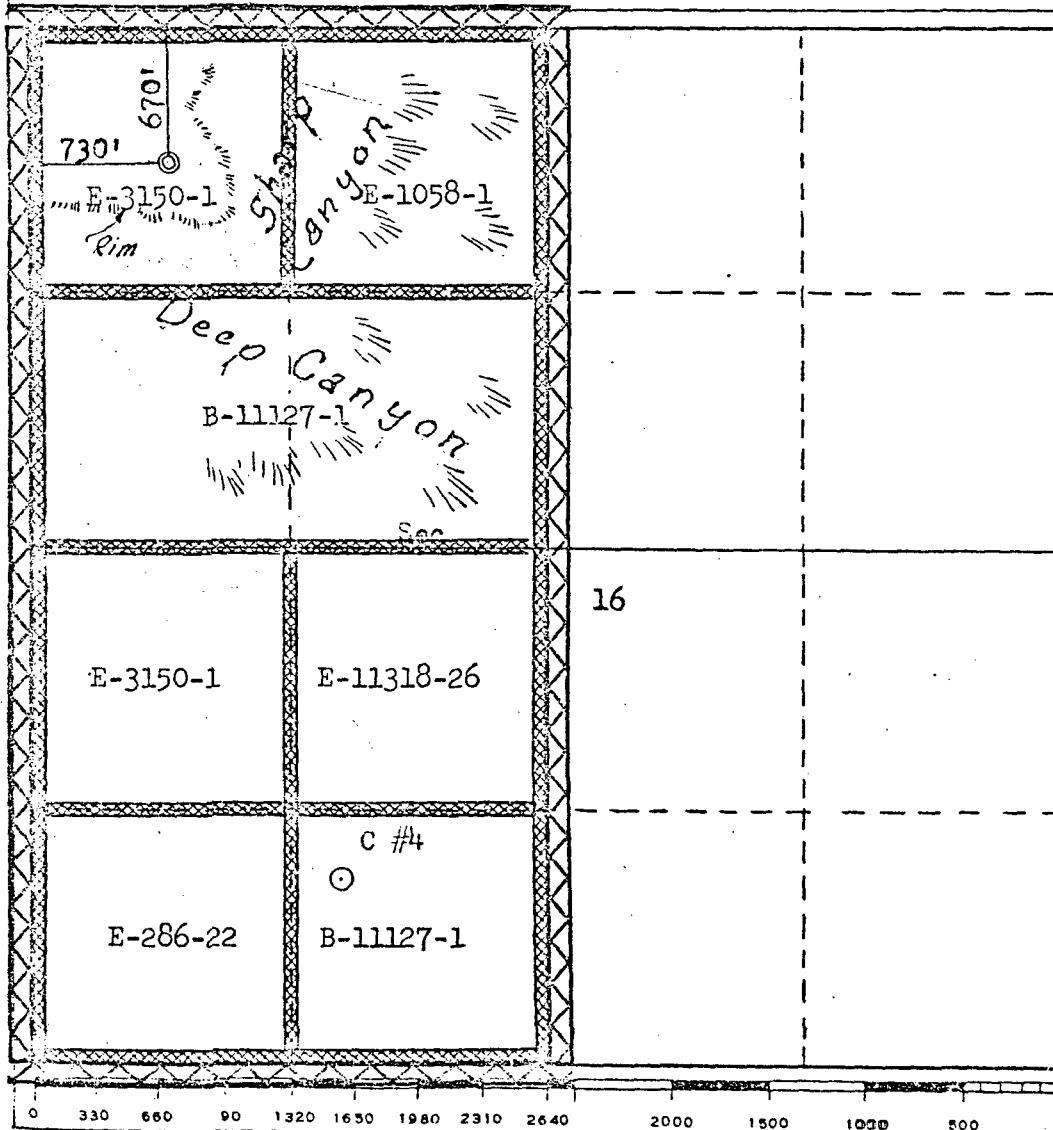 670'
730'
E-3150-1
Rim
Sharp Canyon
E-1058-1
Deep Canyon
B-11127-1
Sec
16
E-3150-1
E-11318-26
C #4
E-286-22
B-11127-1
0 330 660 90 1320 1650 1980 2310 2640 2000 1500 1000 500